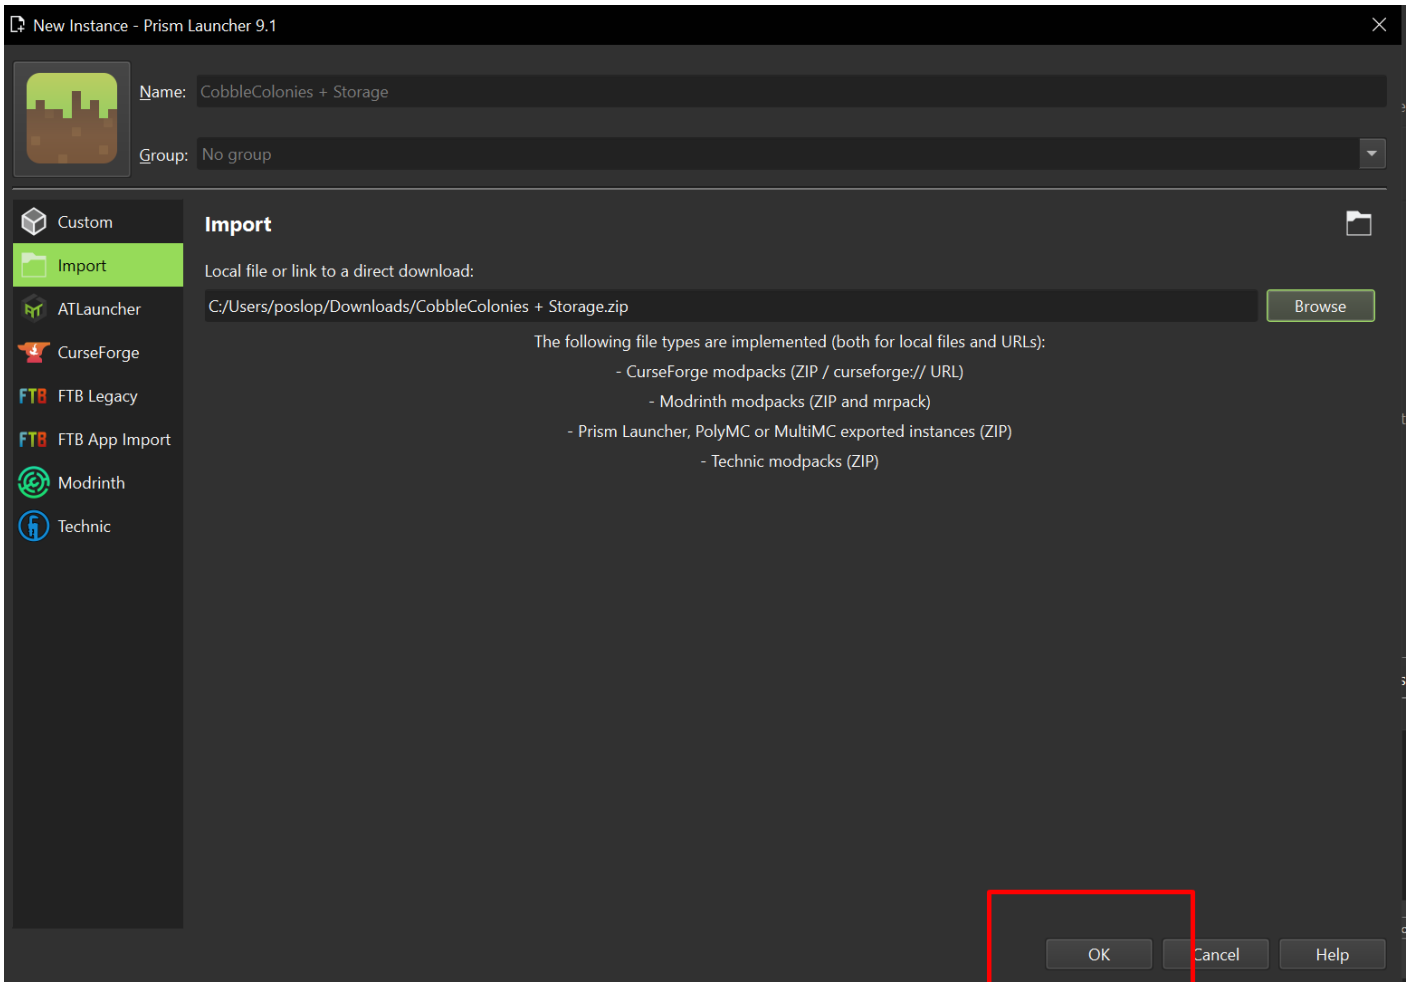 New Instance - Prism Launcher 9.1
Name: CobbleColonies + Storage
Group: No group
Custom
Import
ATLauncher
CurseForge
FTB FTB Legacy
FTB FTB App Import
Modrinth
Technic
Import
Local file or link to a direct download:
C:/Users/poslop/Downloads/CobbleColonies + Storage.zip Browse
The following file types are implemented (both for local files and URLs):
- CurseForge modpacks (ZIP / curseforge:// URL)
- Modrinth modpacks (ZIP and mrpack)
- Prism Launcher, PolyMC or MultiMC exported instances (ZIP)
- Technic modpacks (ZIP)
OK Cancel Help